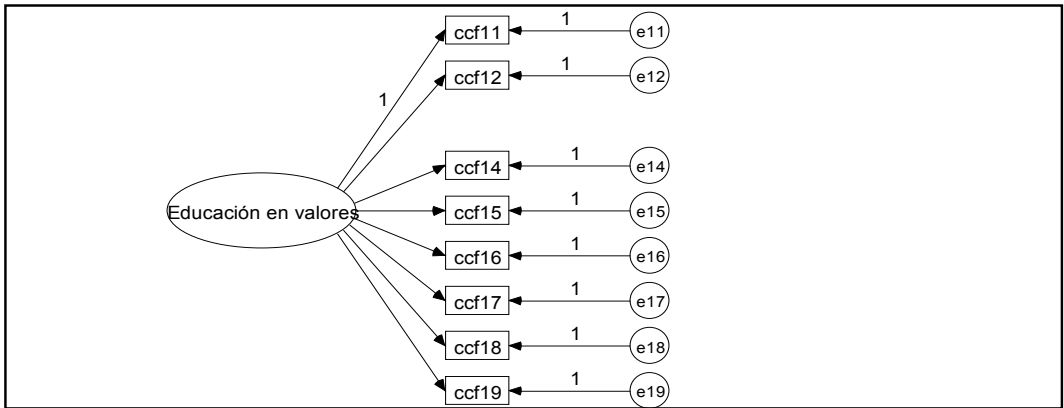 ccf11 1 e11
ccf12 1 e12
1
ccf14 1 e14
Educación en valores
ccf15 1 e15
ccf16 1 e16
ccf17 1 e17
ccf18 1 e18
ccf19 1 e19